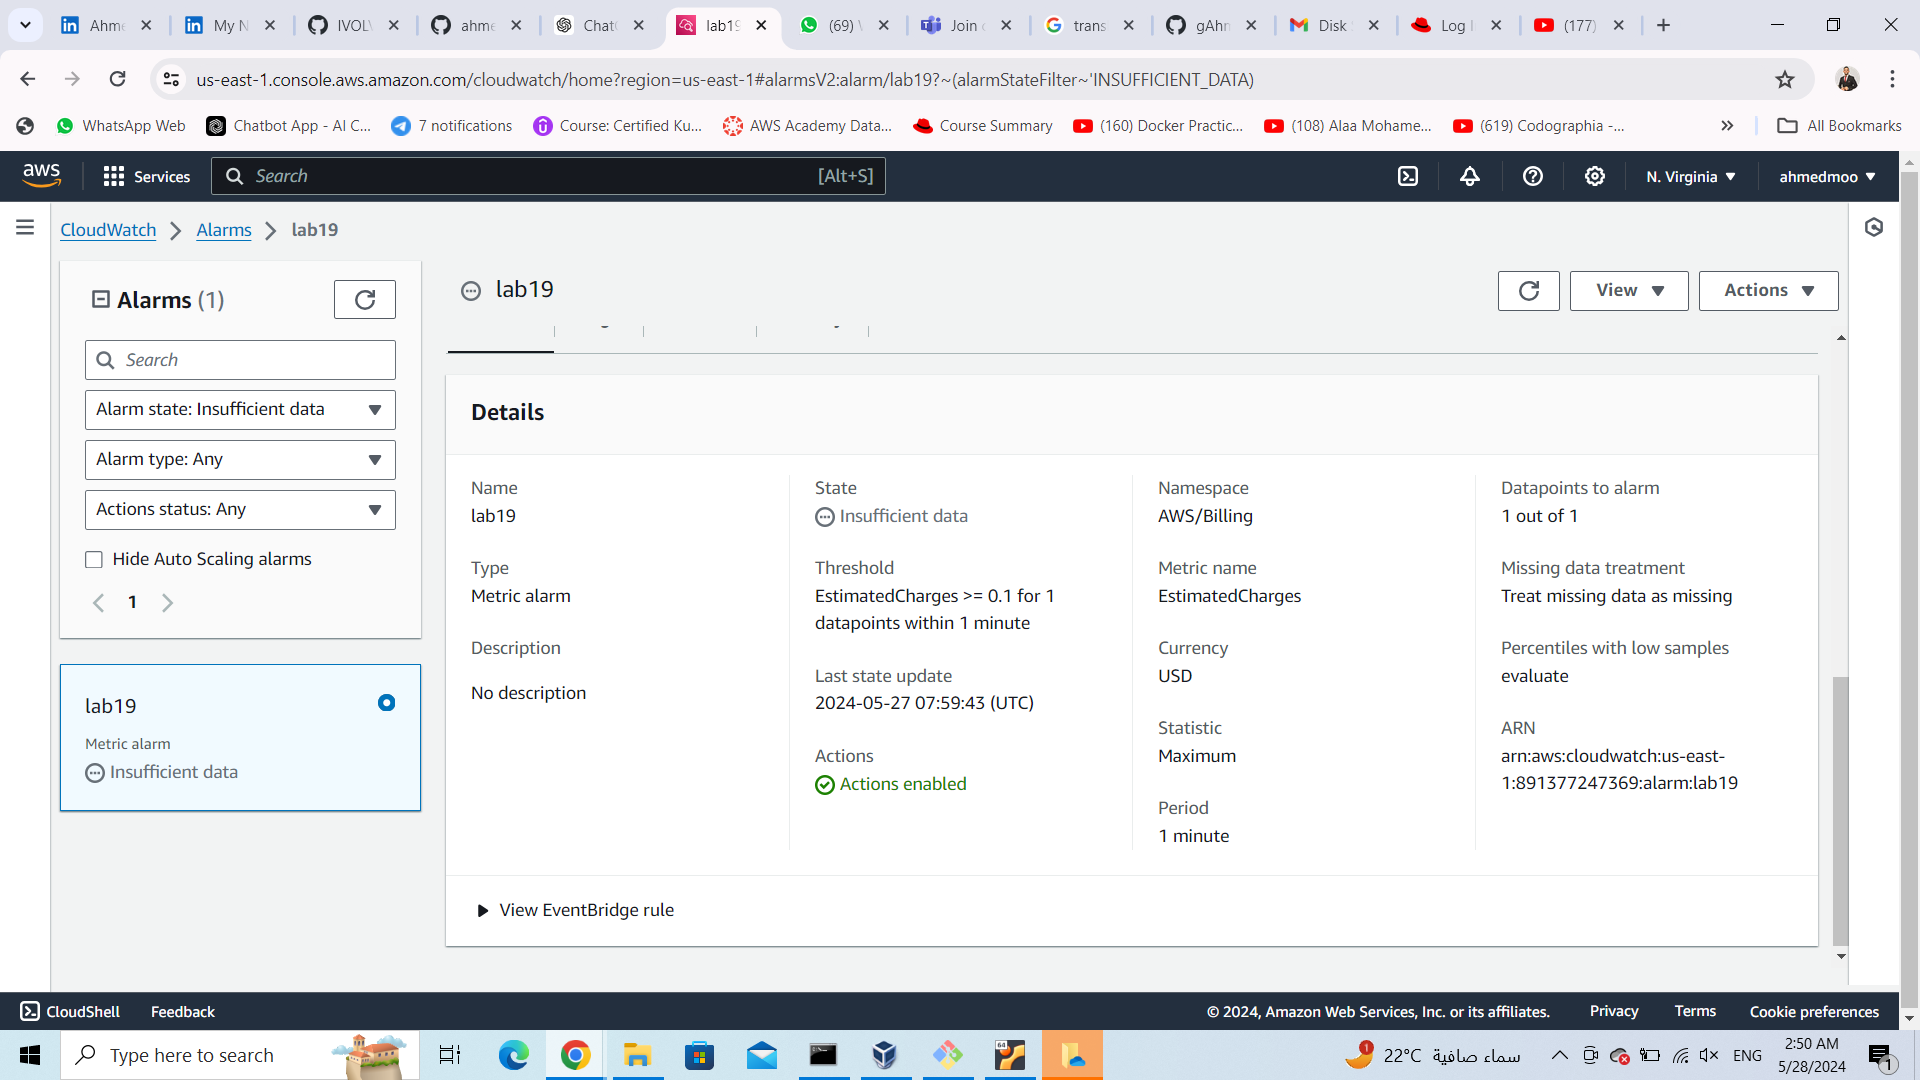 Ahme
My N
IVOLV
ahme
Chat
lab19
(69) 
Join
trans
gAhn
Disk
Log
(177)
us-east-1.console.aws.amazon.com/cloudwatch/home?region=us-east-1#alarmsV2:alarm/lab19?~(alarmStateFilter~'INSUFFICIENT_DATA)
WhatsApp Web
Chatbot App - AI C...
7 notifications
Course: Certified Ku...
AWS Academy Data...
Course Summary
(160) Docker Practic...
(108) Alaa Mohame...
(619) Codographia -...
All Bookmarks
aws
Services
Search
[Alt+S]
N. Virginia
ahmedmoo
CloudWatch
Alarms
lab19
Alarms (1)
Search
Alarm state: Insufficient data
Alarm type: Any
Actions status: Any
Hide Auto Scaling alarms
1
lab19
Metric alarm
Insufficient data
lab19
View
Actions
Details
Name
lab19
Type
Metric alarm
Description
No description
State
Insufficient data
Threshold
EstimatedCharges >= 0.1 for 1
datapoints within 1 minute
Last state update
2024-05-27 07:59:43 (UTC)
Actions
Actions enabled
Namespace
AWS/Billing
Metric name
EstimatedCharges
Currency
USD
Statistic
Maximum
Period
1 minute
Datapoints to alarm
1 out of 1
Missing data treatment
Treat missing data as missing
Percentiles with low samples
evaluate
ARN
arn:aws:cloudwatch:us-east-
1:891377247369:alarm:lab19
View EventBridge rule
CloudShell
Feedback
© 2024, Amazon Web Services, Inc. or its affiliates.
Privacy
Terms
Cookie preferences
Type here to search
64
1
22°C سماء صافية
ENG
2:50 AM
5/28/2024
1